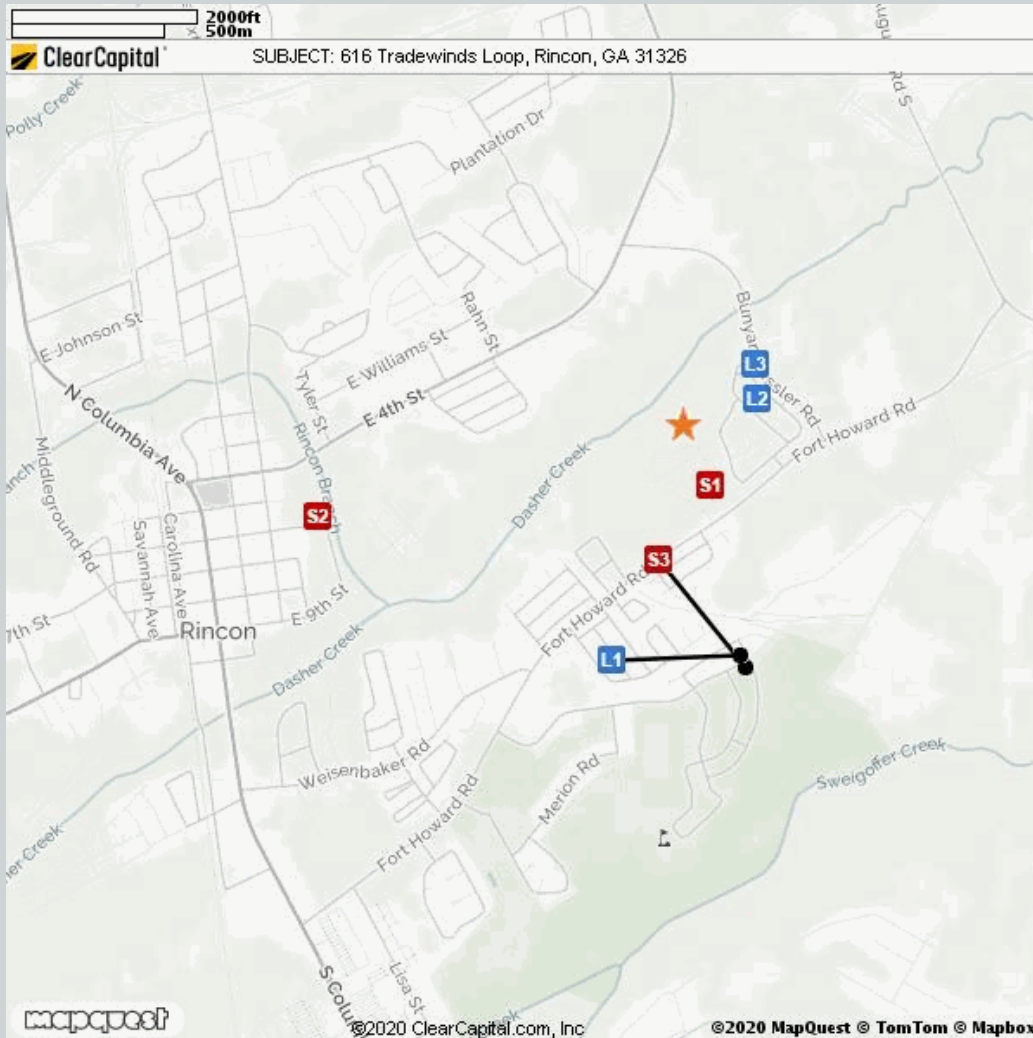 2000ft
500m
ClearCapital
SUBJECT: 616 Tradewinds Loop, Rincon, GA 31326
Rd S
Polly Creek
Plantation Dr
E Johnson St
Rahn St
E Williams St
Tyler St
E 4th St
N Columbia Ave
Middleground Rd
Rincon Branch
Dasher Creek
L3
L2
Fort Howard Rd
S1
S2
S3
Savannah Ave
Carolina Ave
E 9th St
7th St
Rincon
Fort Howard Rd
L1
Dasher Creek
Weisenbaker Rd
Merion Rd
Sweigoffer Creek
Fort Howard Rd
Lisa St
mapquest
©2020 ClearCapital.com, Inc
©2020 MapQuest © TomTom © Mapbox